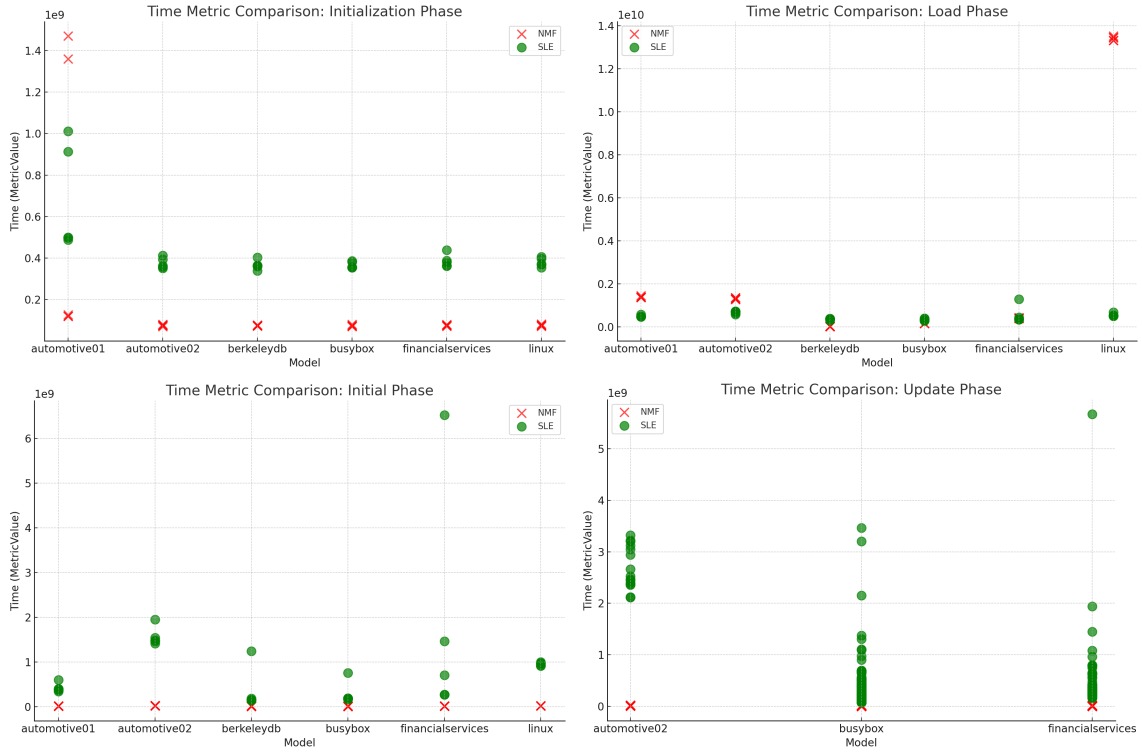 Time Metric Comparison: Initialization Phase
1e9
NMF
SLE
1.4
1.2
1.0
0.8
0.6
0.4
0.2
Time (MetricValue)
automotive01 automotive02 berkeleydb busybox financialservices linux
Model
Time Metric Comparison: Load Phase
1e10
NMF
SLE
1.4
1.2
1.0
0.8
0.6
0.4
0.2
0.0
Time (MetricValue)
automotive01 automotive02 berkeleydb busybox financialservices linux
Model
Time Metric Comparison: Initial Phase
1e9
NMF
SLE
6
5
4
3
2
1
0
Time (MetricValue)
automotive01 automotive02 berkeleydb busybox financialservices linux
Model
Time Metric Comparison: Update Phase
1e9
NMF
SLE
5
4
3
2
1
0
Time (MetricValue)
automotive02 busybox financialservices
Model